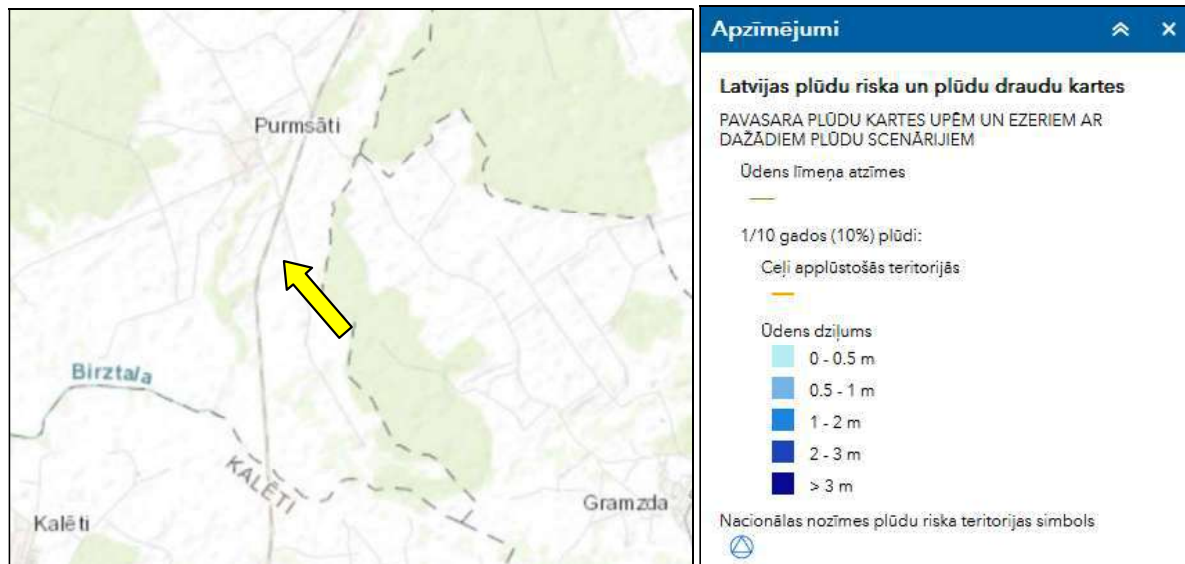 Purmsāti
Birztala
KALĒTI
Kalēti
Gramzda
Apzīmējumi
Latvijas plūdu riska un plūdu draudu kartes
PAVASARA PLŪDU KARTES UPĒM UN EZERIEM AR
DAŽĀDIEM PLŪDU SCENĀRIJIEM
Ūdens līmeņa atzīmes
1/10 gados (10%) plūdi:
Ceļi applūstošās teritorijās
Ūdens dziļums
0 - 0.5 m
0.5 - 1 m
1 - 2 m
2 - 3 m
> 3 m
Nacionālas nozīmes plūdu riska teritorijas simbols